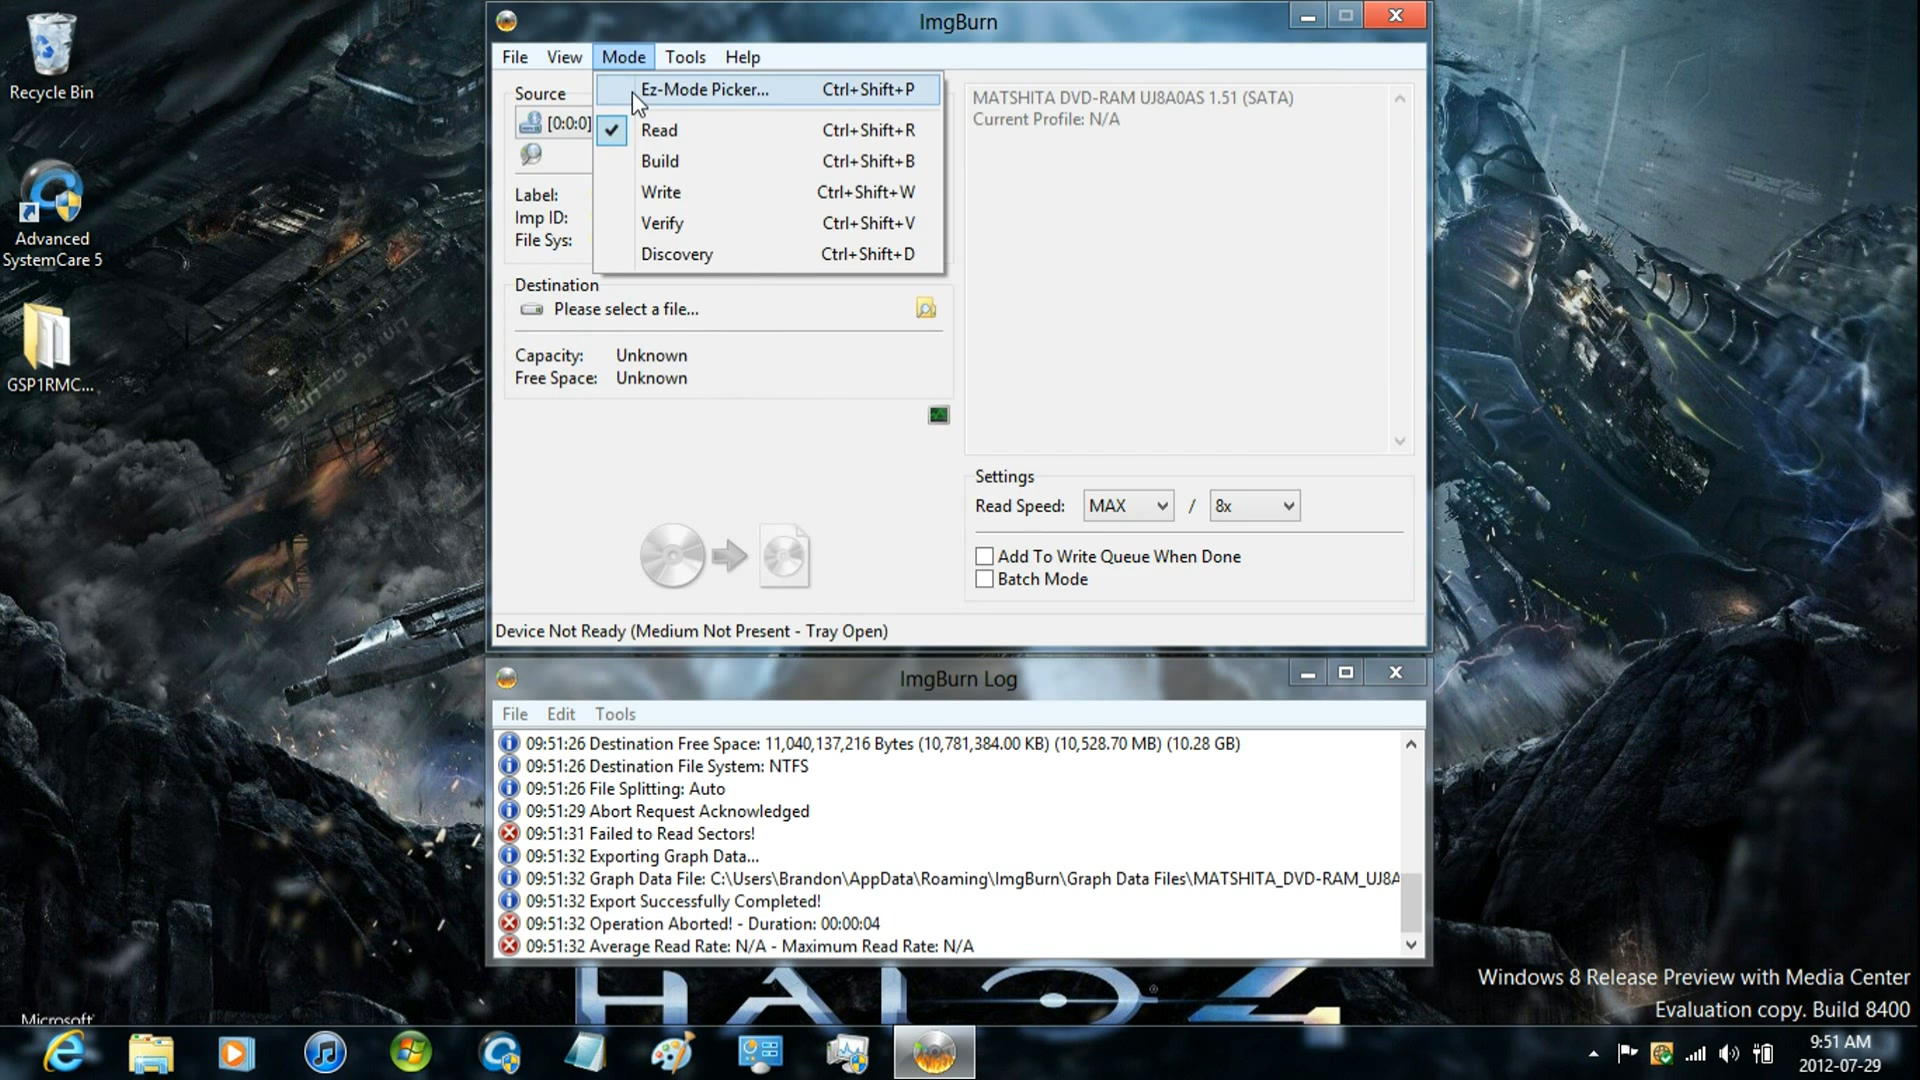 Recycle Bin
Advanced
SystemCare 5
GSP1RMC...
Microsoft
ImgBurn
File View Mode Tools Help
Source
[0:0:0]
Label:
Imp ID:
File Sys:
Ez-Mode Picker... Ctrl+Shift+P
Read Ctrl+Shift+R
Build Ctrl+Shift+B
Write Ctrl+Shift+W
Verify Ctrl+Shift+V
Discovery Ctrl+Shift+D
Destination
Please select a file...
Capacity: Unknown
Free Space: Unknown
MATSHITA DVD-RAM UJ8A0AS 1.51 (SATA)
Current Profile: N/A
Settings
Read Speed: MAX / 8x
Add To Write Queue When Done
Batch Mode
Device Not Ready (Medium Not Present - Tray Open)
ImgBurn Log
File Edit Tools
09:51:26 Destination Free Space: 11,040,137,216 Bytes (10,781,384.00 KB) (10,528.70 MB) (10.28 GB)
09:51:26 Destination File System: NTFS
09:51:26 File Splitting: Auto
09:51:29 Abort Request Acknowledged
09:51:31 Failed to Read Sectors!
09:51:32 Exporting Graph Data...
09:51:32 Graph Data File: C:\Users\Brandon\AppData\Roaming\ImgBurn\Graph Data Files\MATSHITA_DVD-RAM_UJ8A
09:51:32 Export Successfully Completed!
09:51:32 Operation Aborted! - Duration: 00:00:04
09:51:32 Average Read Rate: N/A - Maximum Read Rate: N/A
HALO 4
Windows 8 Release Preview with Media Center
Evaluation copy. Build 8400
9:51 AM
2012-07-29